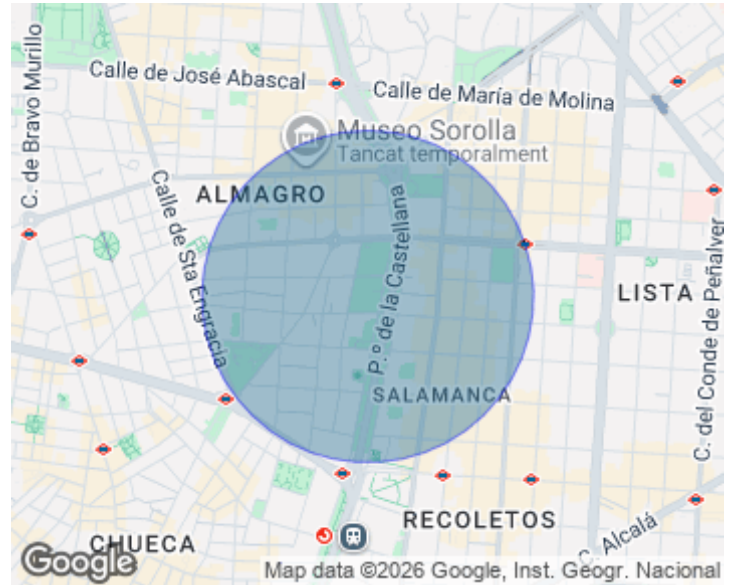 Calle de José Abascal
Calle de María de Molina
C. de Bravo Murillo
Museo Sorolla
Tancat temporalment
ALMAGRO
Calle de Sta Engracia
P.º de la Castellana
LISTA
C. del Conde de Peñalver
SALAMANCA
RECOLETOS
CHUECA
C. Alcalá
Google
Map data ©2026 Google, Inst. Geogr. Nacional